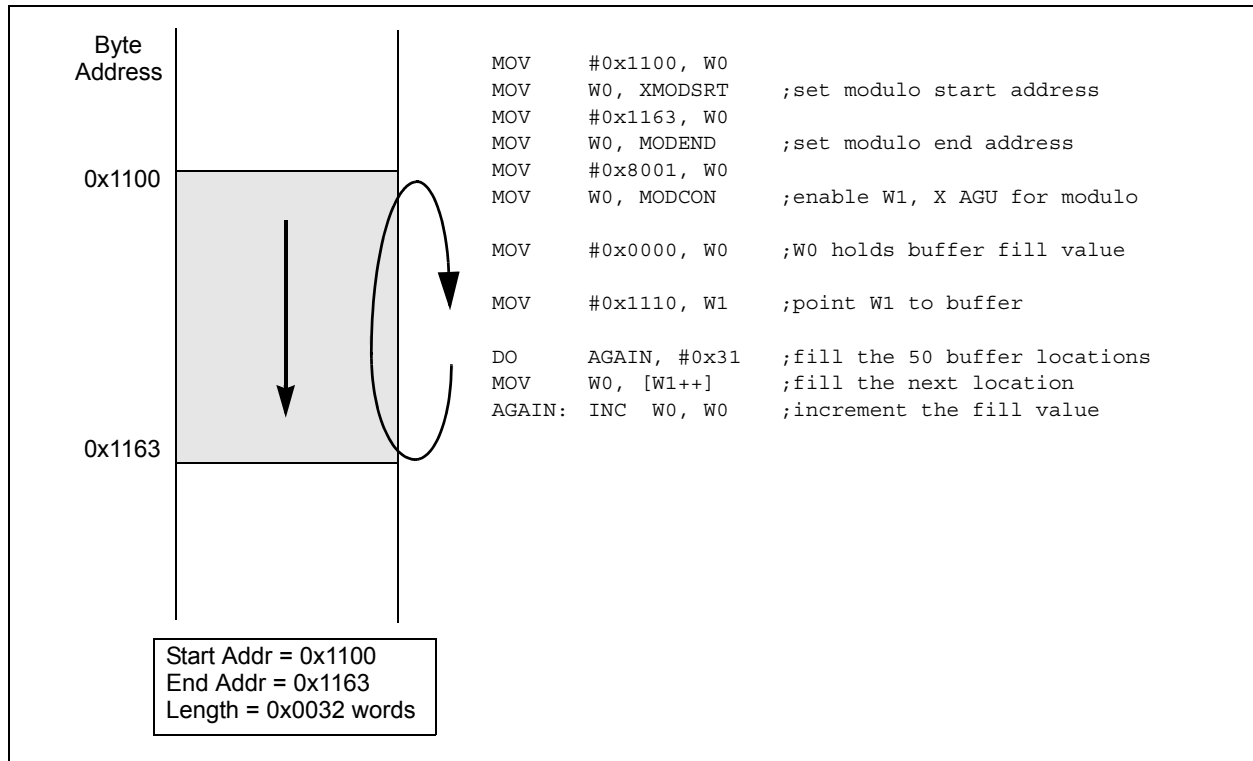 Byte
Address
0x1100
0x1163
MOV #0x1100, W0
MOV W0, XMODSRT ;set modulo start address
MOV #0x1163, W0
MOV W0, MODEND ;set modulo end address
MOV #0x8001, W0
MOV W0, MODCON ;enable W1, X AGU for modulo
MOV #0x0000, W0 ;W0 holds buffer fill value
MOV #0x1110, W1 ;point W1 to buffer
DO AGAIN, #0x31 ;fill the 50 buffer locations
MOV W0, [W1++] ;fill the next location
AGAIN: INC W0, W0 ;increment the fill value
Start Addr = 0x1100
End Addr = 0x1163
Length = 0x0032 words